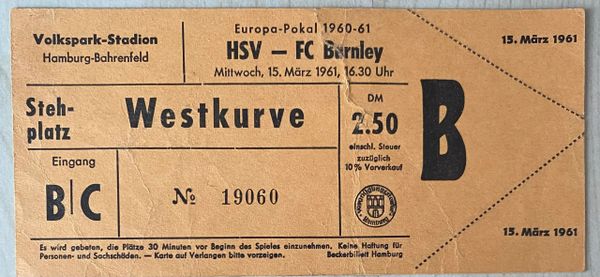 Volkspark-Stadion
Hamburg-Bahrenfeld
Europa-Pokal 1960-61
HSV — FC Burnley
Mittwoch, 15. März 1961, 16.30 Uhr
15. März 1961
Steh-
platz
Westkurve
DM
2.50
einschl. Steuer
zuzüglich
10% Vorverkauf
B
Eingang
B|C
№ 19060
Hamburg
15. März 1961
Es wird gebeten, die Plätze 30 Minuten vor Beginn des Spieles einzunehmen. Keine Haftung für
Personen- und Sachschäden. — Karte auf Verlangen bitte vorzeigen. Beckerbillett Hamburg